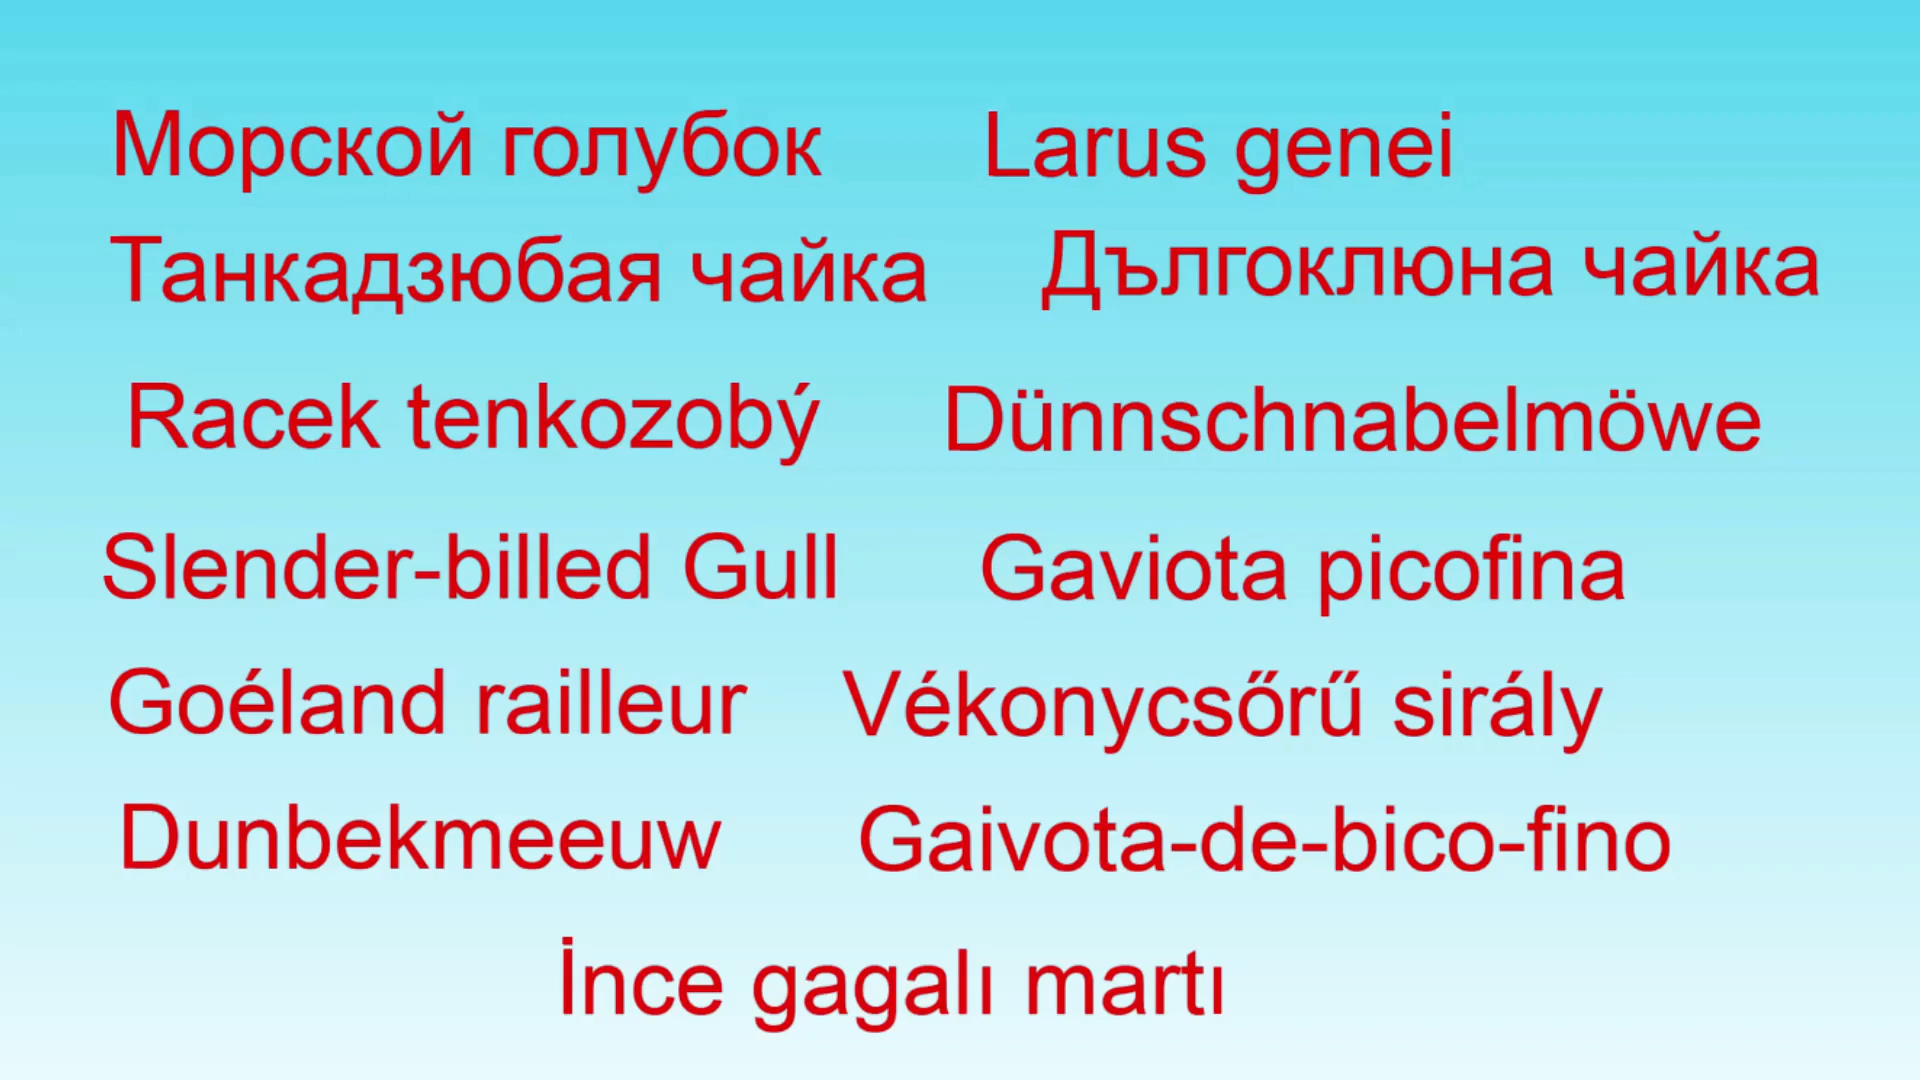 Морской голубок Larus genei
Танкадзюбая чайка Дългоклюна чайка
Racek tenkozobý Dünnschnabelmöwe
Slender-billed Gull Gaviota picofina
Goéland railleur Vékonycsőrű sirály
Dunbekmeeuw Gaivota-de-bico-fino
İnce gagalı martı